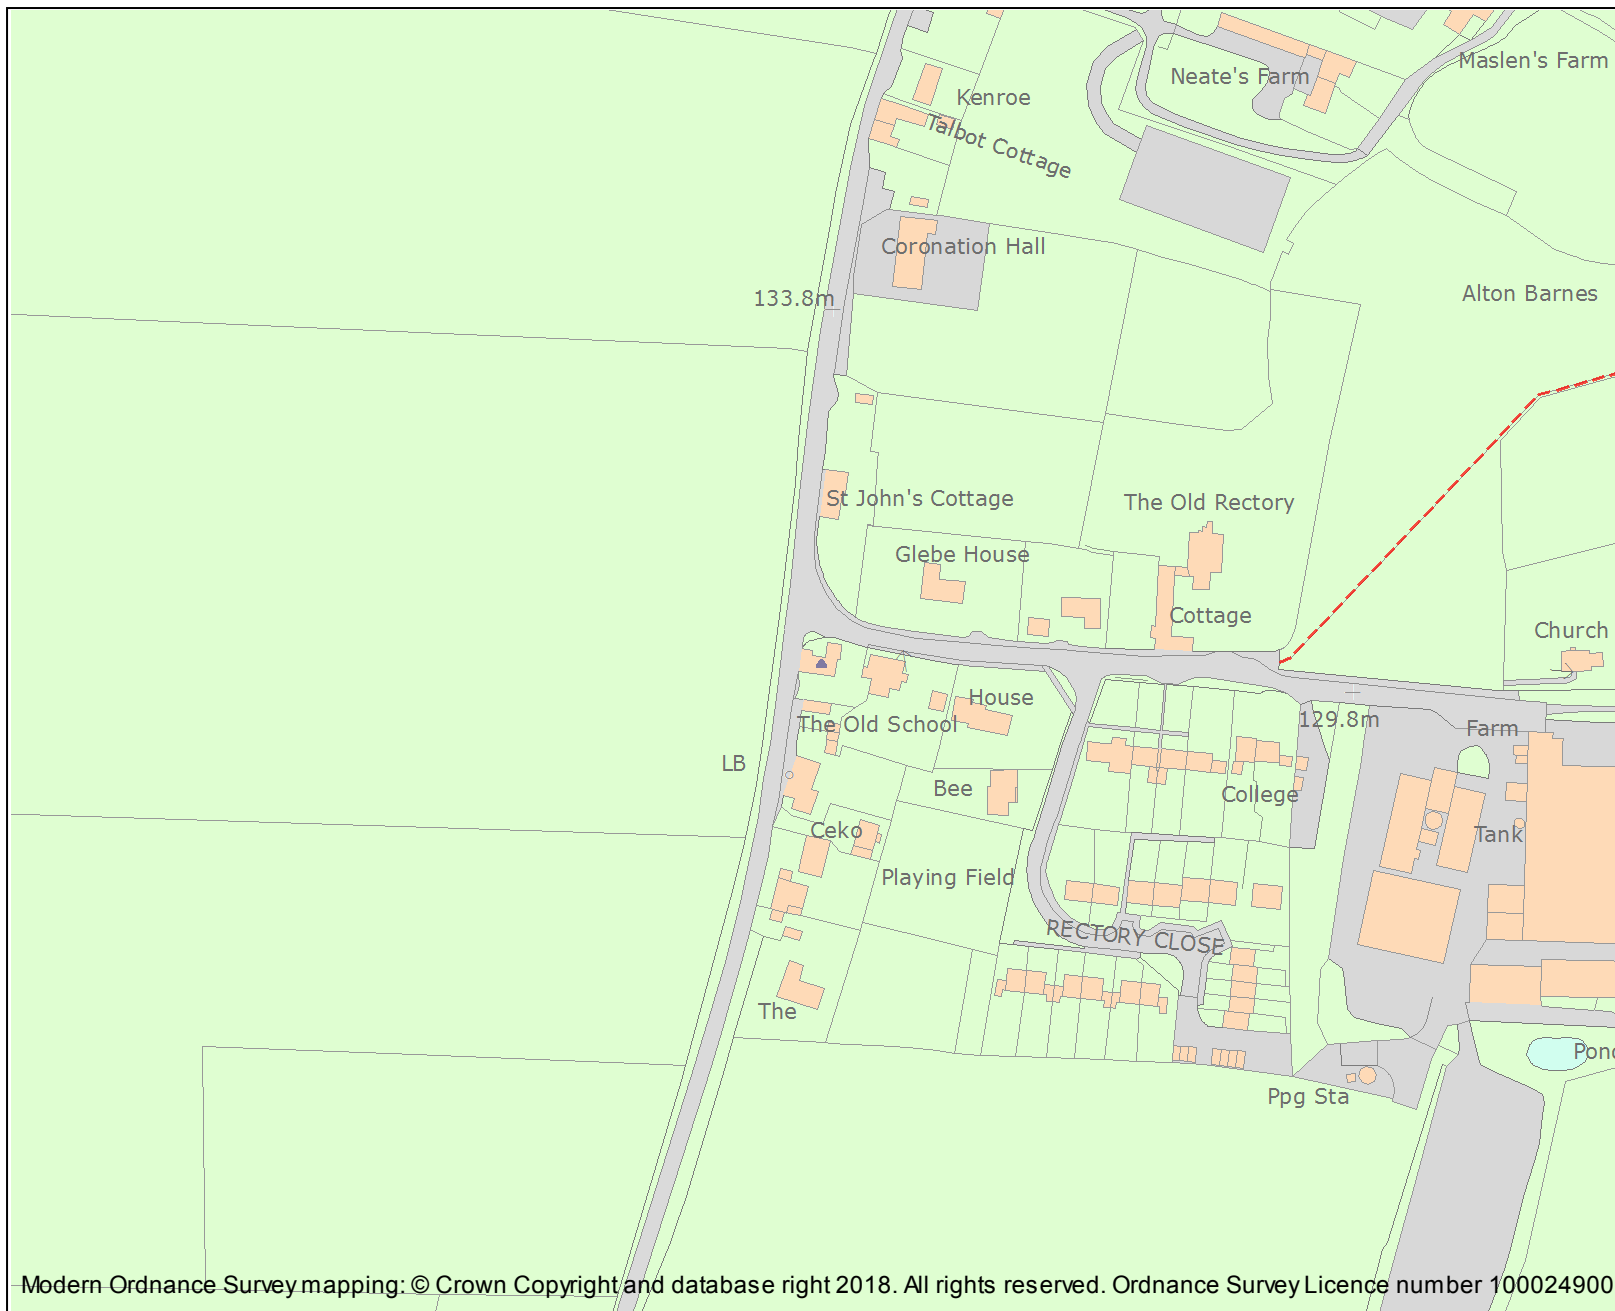 Maslen's Farm
Neate's Farm
Kenroe
Talbot Cottage
Coronation Hall
133.8m
Alton Barnes
St John's Cottage
The Old Rectory
Glebe House
Cottage
Church
House
The Old School
129.8m
Farm
LB
Bee
College
Ceko
Tank
Playing Field
RECTORY CLOSE
The
Pond
Ppg Sta
Modern Ordnance Survey mapping: © Crown Copyright and database right 2018. All rights reserved. Ordnance Survey Licence number 100024900